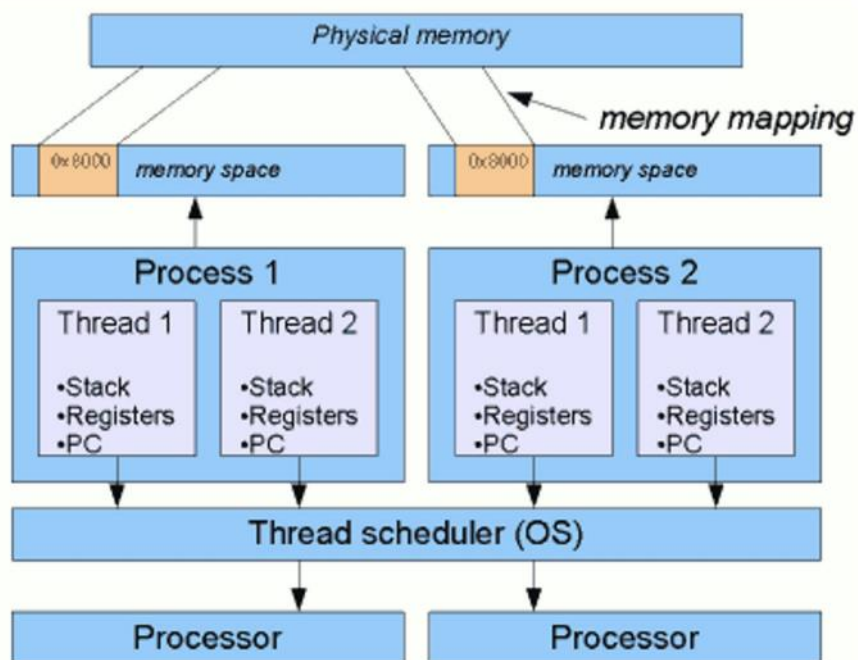 Physical memory
memory mapping
0x8000 memory space
0x8000 memory space
Process 1
Process 2
Thread 1
Thread 2
Thread 1
Thread 2
•Stack
•Registers
•PC
•Stack
•Registers
•PC
•Stack
•Registers
•PC
•Stack
•Registers
•PC
Thread scheduler (OS)
Processor
Processor